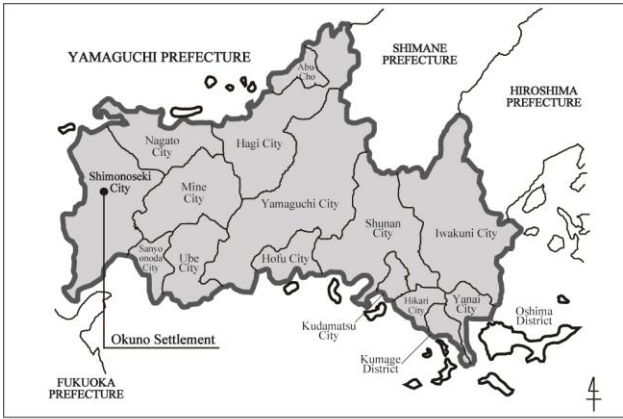 YAMAGUCHI PREFECTURE
SHIMANE
PREFECTURE
HIROSHIMA
PREFECTURE
Abu
Cho
Nagato
City
Hagi City
Shimonoseki
City
Mine
City
Yamaguchi City
Shunan
City
Iwakuni City
Sanyo
onoda
City
Ube
City
Hofu City
Hikari
City
Yanai
City
Oshima
District
Kudamatsu
City
Kumage
District
Okuno Settlement
FUKUOKA
PREFECTURE